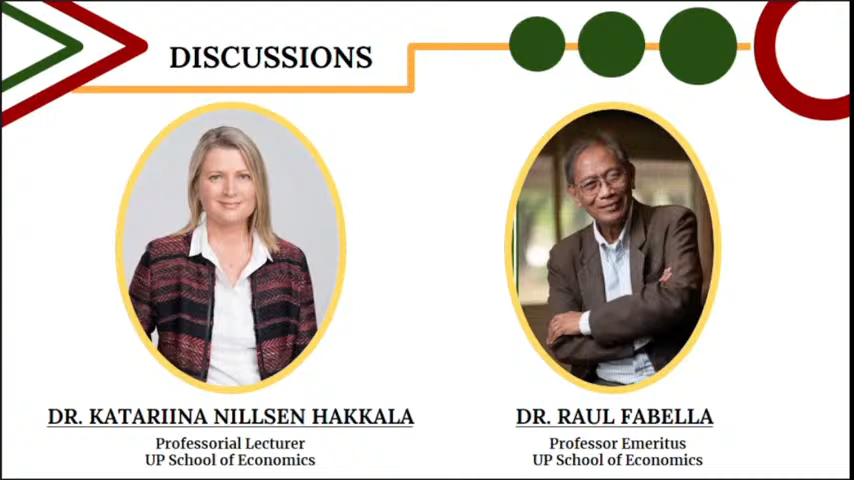 DISCUSSIONS
DR. KATARIINA NILLSEN HAKKALA
Professorial Lecturer
UP School of Economics
DR. RAUL FABELLA
Professor Emeritus
UP School of Economics